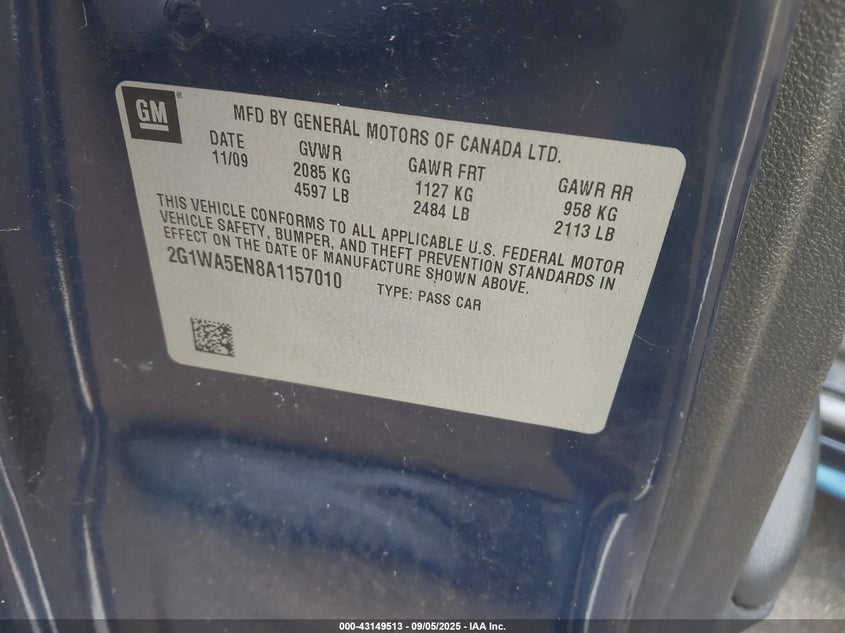 GM
MFD BY GENERAL MOTORS OF CANADA LTD.
DATE GVWR GAWR FRT GAWR RR
11/09 2085 KG 1127 KG 958 KG
4597 LB 2484 LB 2113 LB
THIS VEHICLE CONFORMS TO ALL APPLICABLE U.S. FEDERAL MOTOR
VEHICLE SAFETY, BUMPER, AND THEFT PREVENTION STANDARDS IN
EFFECT ON THE DATE OF MANUFACTURE SHOWN ABOVE.
2G1WA5EN8A1157010 TYPE: PASS CAR
000-43149513 - 09/05/2025 - IAA Inc.